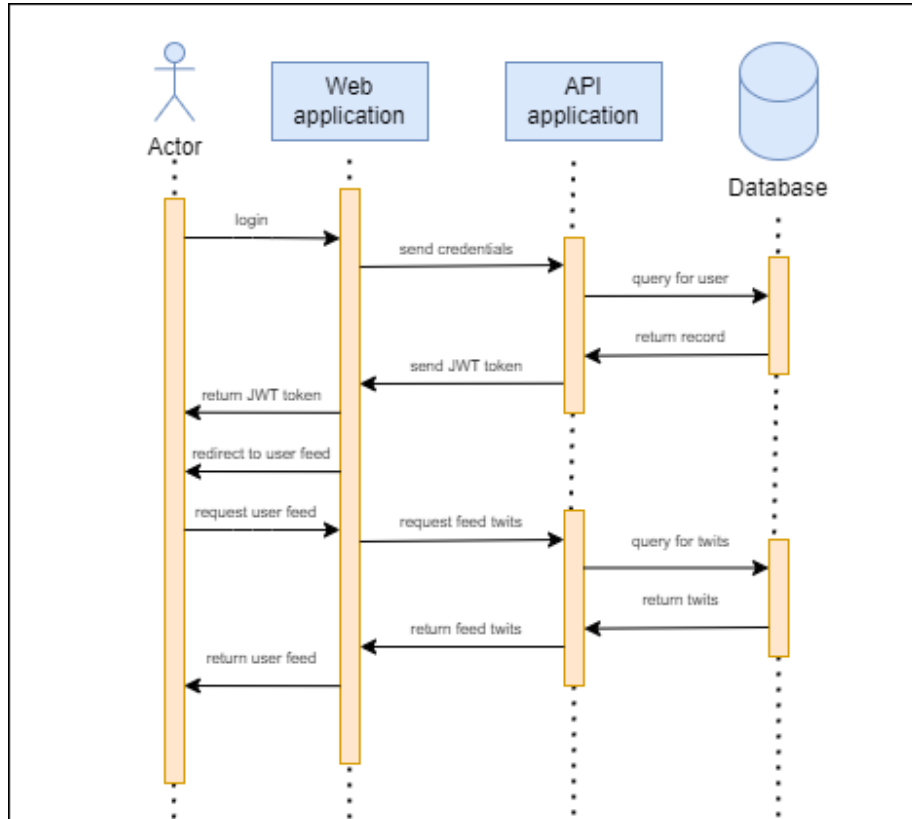 Web
application
API
application
Actor
Database
login
send credentials
query for user
return record
send JWT token
return JWT token
redirect to user feed
request user feed
request feed twits
query for twits
return twits
return feed twits
return user feed